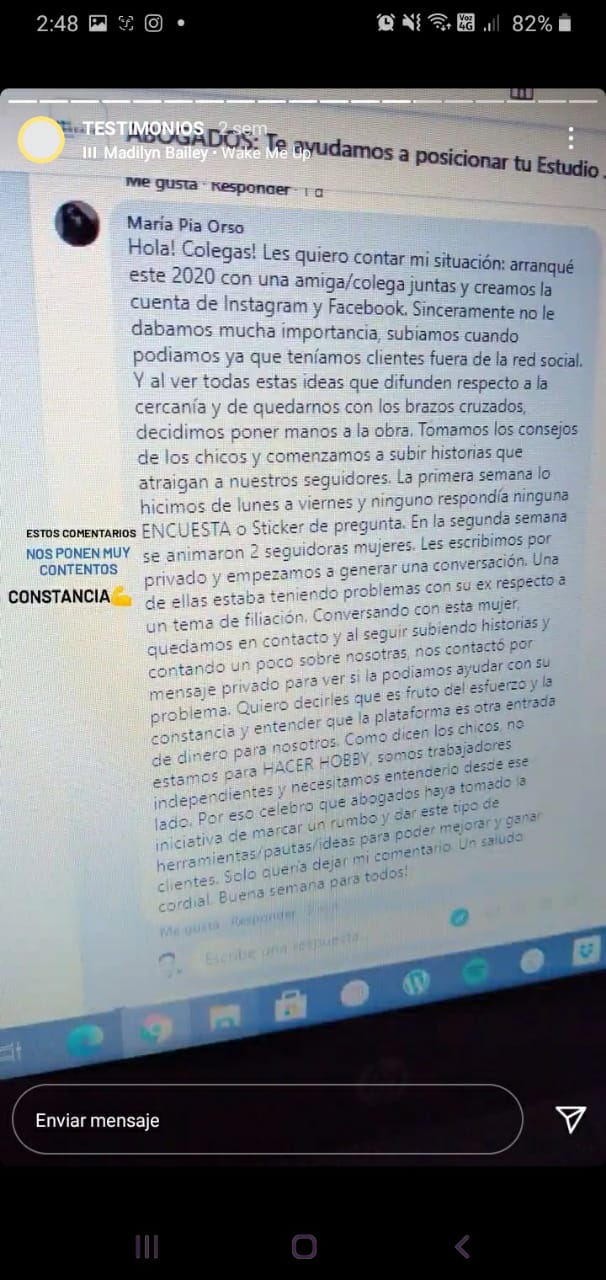 2:48
Voz 4G
82%
TESTIMONIOS 2 sem
Madilyn Bailey • Wake Me Up
ABOGADOS: Te ayudamos a posicionar tu Estudio
Me gusta · Responder · 1 d
María Pia Orso
Hola! Colegas! Les quiero contar mi situación: arranqué
este 2020 con una amiga/colega juntas y creamos la
cuenta de Instagram y Facebook. Sinceramente no le
dabamos mucha importancia, subiamos cuando
podiamos ya que teníamos clientes fuera de la red social.
Y al ver todas estas ideas que difunden respecto a la
cercanía y de quedarnos con los brazos cruzados,
decidimos poner manos a la obra. Tomamos los consejos
de los chicos y comenzamos a subir historias que
atraigan a nuestros seguidores. La primera semana lo
hicimos de lunes a viernes y ninguno respondía ninguna
ENCUESTA o Sticker de pregunta. En la segunda semana
se animaron 2 seguidoras mujeres. Les escribimos por
privado y empezamos a generar una conversación. Una
de ellas estaba teniendo problemas con su ex respecto a
un tema de filiación. Conversando con esta mujer,
quedamos en contacto y al seguir subiendo historias y
contando un poco sobre nosotras, nos contactó por
mensaje privado para ver si la podiamos ayudar con su
problema. Quiero decirles que es fruto del esfuerzo y la
constancia y entender que la plataforma es otra entrada
de dinero para nosotros. Como dicen los chicos, no
estamos para HACER HOBBY, somos trabajadores
independientes y necesitamos entenderlo desde ese
lado. Por eso celebro que abogados haya tomado la
iniciativa de marcar un rumbo y dar este tipo de
herramientas/pautas/ideas para poder mejorar y ganar
clientes. Solo quería dejar mi comentario. Un saludo
cordial. Buena semana para todos!
Me gusta · Responder
Escribe una respuesta...
ESTOS COMENTARIOS
NOS PONEN MUY
CONTENTOS
CONSTANCIA💪
Enviar mensaje